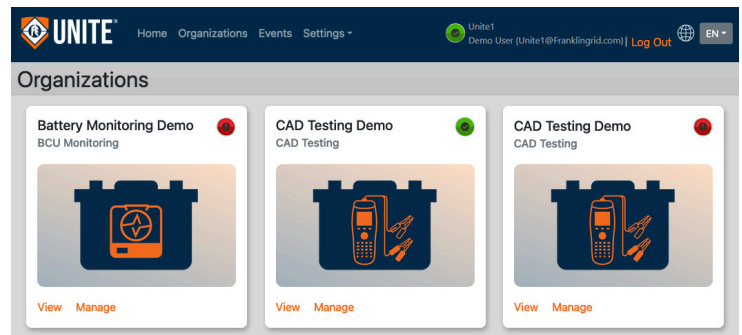 UNITE
Home Organizations Events Settings
Unite1
Demo User (Unite1@Franklingrid.com) | Log Out
EN
Organizations
Battery Monitoring Demo
BCU Monitoring
View Manage
CAD Testing Demo
CAD Testing
View Manage
CAD Testing Demo
CAD Testing
View Manage